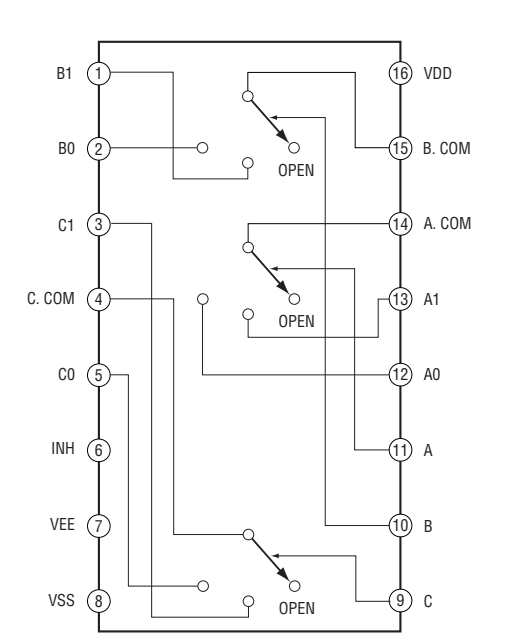 B1 1 16 VDD
B0 2 OPEN 15 B. COM
C1 3 14 A. COM
C. COM 4 OPEN 13 A1
C0 5 12 A0
INH 6 11 A
VEE 7 10 B
VSS 8 OPEN 9 C